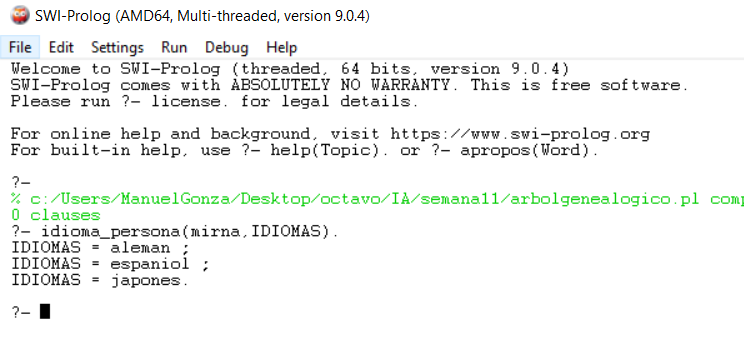 SWI-Prolog (AMD64, Multi-threaded, version 9.0.4)
File Edit Settings Run Debug Help
Welcome to SWI-Prolog (threaded, 64 bits, version 9.0.4)
SWI-Prolog comes with ABSOLUTELY NO WARRANTY. This is free software.
Please run ?- license. for legal details.
For online help and background, visit https://www.swi-prolog.org
For built-in help, use ?- help(Topic). or ?- apropos(Word).
?-
% c:/Users/ManuelGonza/Desktop/octavo/IA/semana11/arbolgenealogico.pl comp
0 clauses
?- idioma_persona(mirna,IDIOMAS).
IDIOMAS = aleman ;
IDIOMAS = espaniol ;
IDIOMAS = japones.
?-